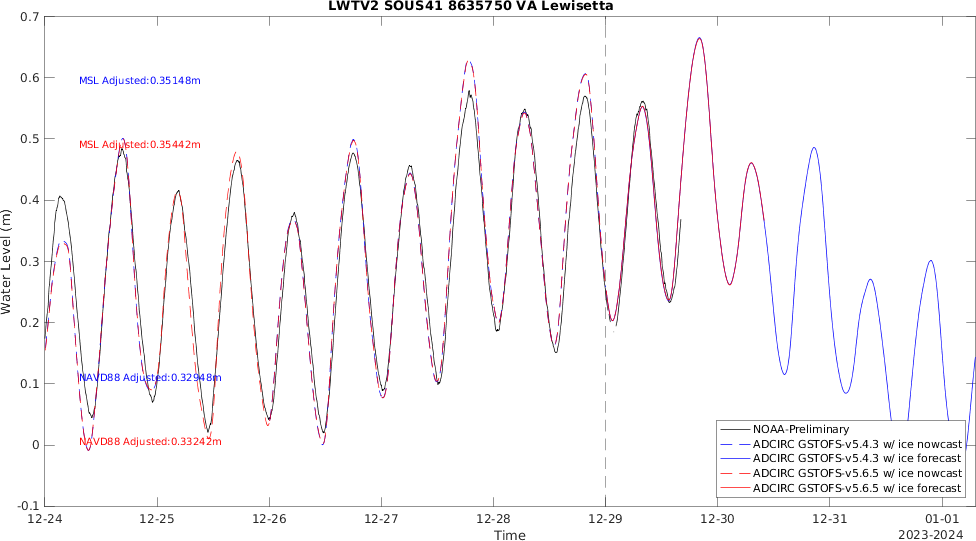 LWTV2 SOUS41 8635750 VA Lewisetta
0.7
0.6
0.5
0.4
0.3
0.2
0.1
0
-0.1
Water Level (m)
MSL Adjusted:0.35148m
MSL Adjusted:0.35442m
NAVD88 Adjusted:0.32948m
NAVD88 Adjusted:0.33242m
NOAA-Preliminary
ADCIRC GSTOFS-v5.4.3 w/ ice nowcast
ADCIRC GSTOFS-v5.4.3 w/ ice forecast
ADCIRC GSTOFS-v5.6.5 w/ ice nowcast
ADCIRC GSTOFS-v5.6.5 w/ ice forecast
12-24 12-25 12-26 12-27 12-28 12-29 12-30 12-31 01-01
Time
2023-2024